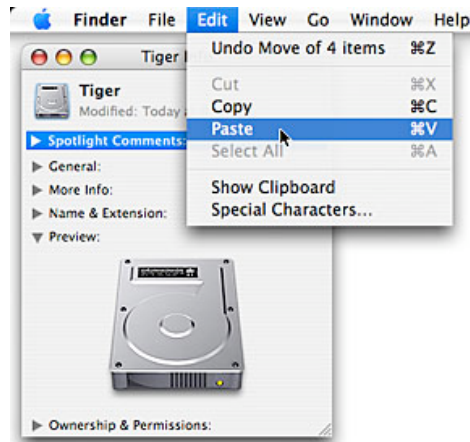 Finder File Edit View Go Window Help
Tiger I
Undo Move of 4 items ⌘Z
Tiger
Modified: Today
Cut ⌘X
Copy ⌘C
Paste ⌘V
Select All ⌘A
Show Clipboard
Special Characters...
Spotlight Comments:
General:
More Info:
Name & Extension:
Preview:
Ownership & Permissions: